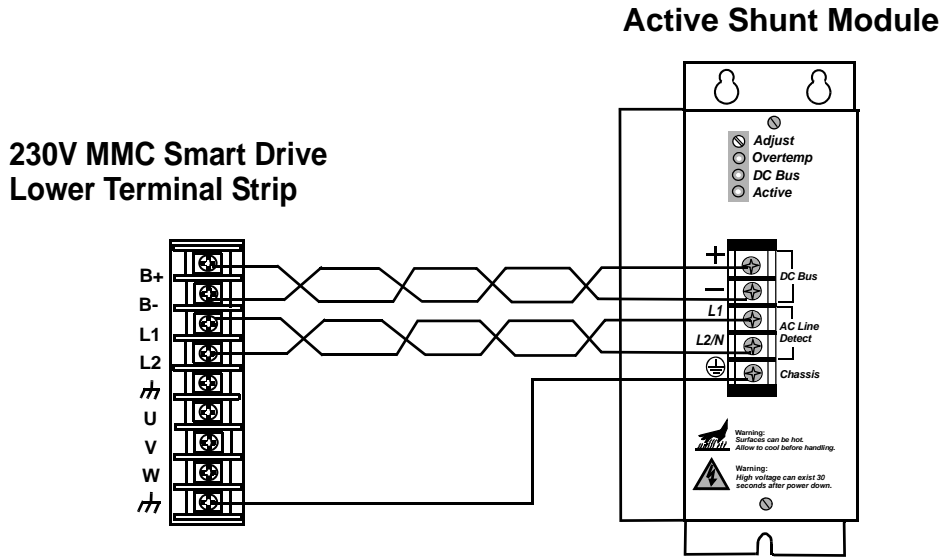 Active Shunt Module
230V MMC Smart Drive
Lower Terminal Strip
Adjust
Overtemp
DC Bus
Active
B+
B-
L1
L2
U
V
W
+
—
L1
L2/N
DC Bus
AC Line
Detect
Chassis
Warning:
Surfaces can be hot.
Allow to cool before handling.
Warning:
High voltage can exist 30
seconds after power down.